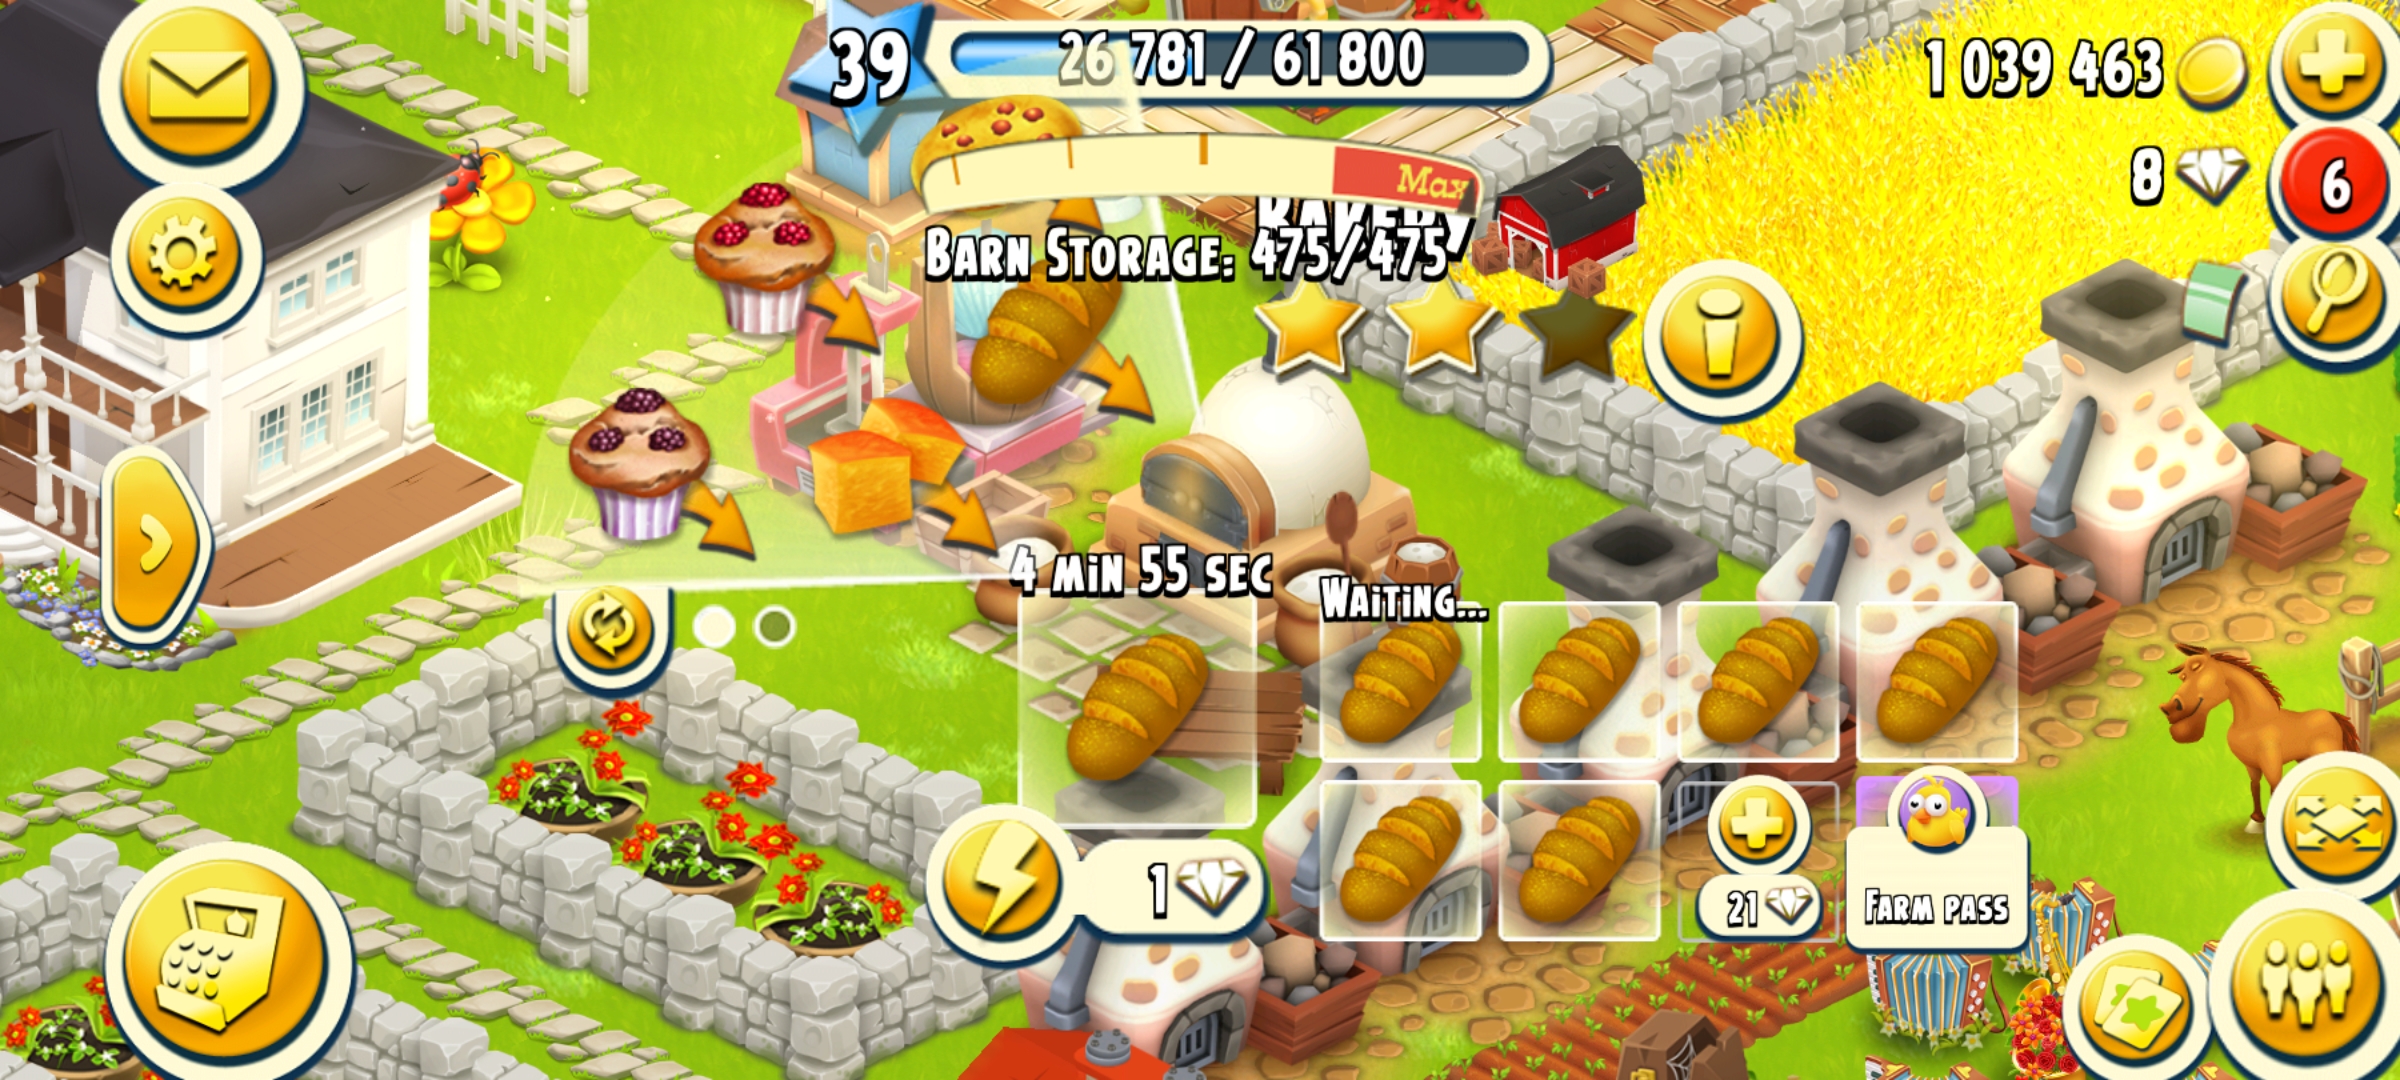 39
26 781 / 61 800
1 039 463
8
6
Max
BAKERY
BARN STORAGE: 475/475
4 MIN 55 SEC
WAITING...
1
21
FARM PASS